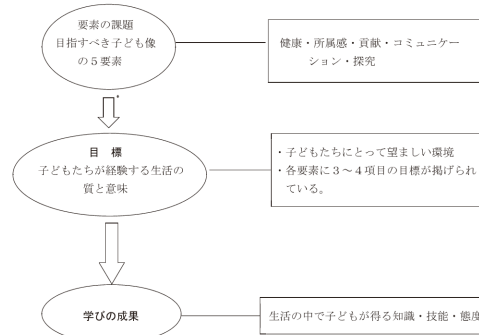 要素の課題
目指すべき子ども像
の５要素
健康・所属感・貢献・コミュニケー
ション・探究
目　標
子どもたちが経験する生活の
質と意味
・子どもたちにとって望ましい環境
・各要素に３～４項目の目標が掲げられ
ている。
学びの成果
生活の中で子どもが得る知識・技能・態度